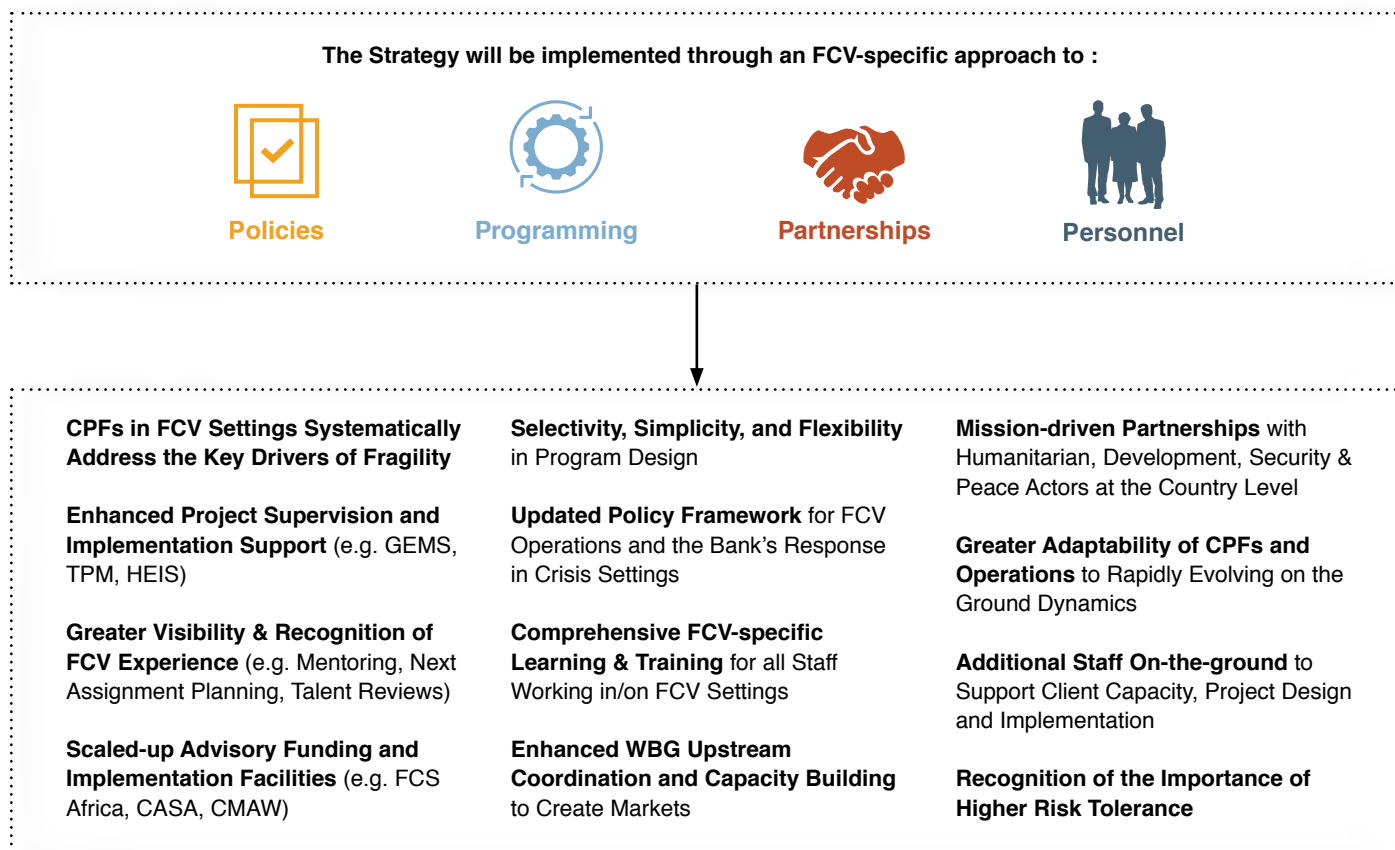 The Strategy will be implemented through an FCV-specific approach to :
Policies
Programming
Partnerships
Personnel
CPFs in FCV Settings Systematically
Address the Key Drivers of Fragility
Enhanced Project Supervision and
Implementation Support (e.g. GEMS,
TPM, HEIS)
Greater Visibility & Recognition of
FCV Experience (e.g. Mentoring, Next
Assignment Planning, Talent Reviews)
Scaled-up Advisory Funding and
Implementation Facilities (e.g. FCS
Africa, CASA, CMAW)
Selectivity, Simplicity, and Flexibility
in Program Design
Updated Policy Framework for FCV
Operations and the Bank’s Response
in Crisis Settings
Comprehensive FCV-specific
Learning & Training for all Staff
Working in/on FCV Settings
Enhanced WBG Upstream
Coordination and Capacity Building
to Create Markets
Mission-driven Partnerships with
Humanitarian, Development, Security &
Peace Actors at the Country Level
Greater Adaptability of CPFs and
Operations to Rapidly Evolving on the
Ground Dynamics
Additional Staff On-the-ground to
Support Client Capacity, Project Design
and Implementation
Recognition of the Importance of
Higher Risk Tolerance